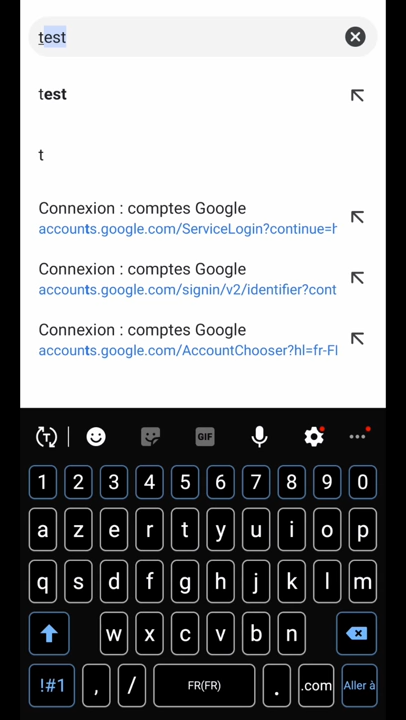 test
test
t
Connexion : comptes Google
accounts.google.com/ServiceLogin?continue=h
Connexion : comptes Google
accounts.google.com/signin/v2/identifier?cont
Connexion : comptes Google
accounts.google.com/AccountChooser?hl=fr-FI
T GIF
1 2 3 4 5 6 7 8 9 0
a z e r t y u i o p
q s d f g h j k l m
w x c v b n
!#1 , / FR(FR) . .com Aller à